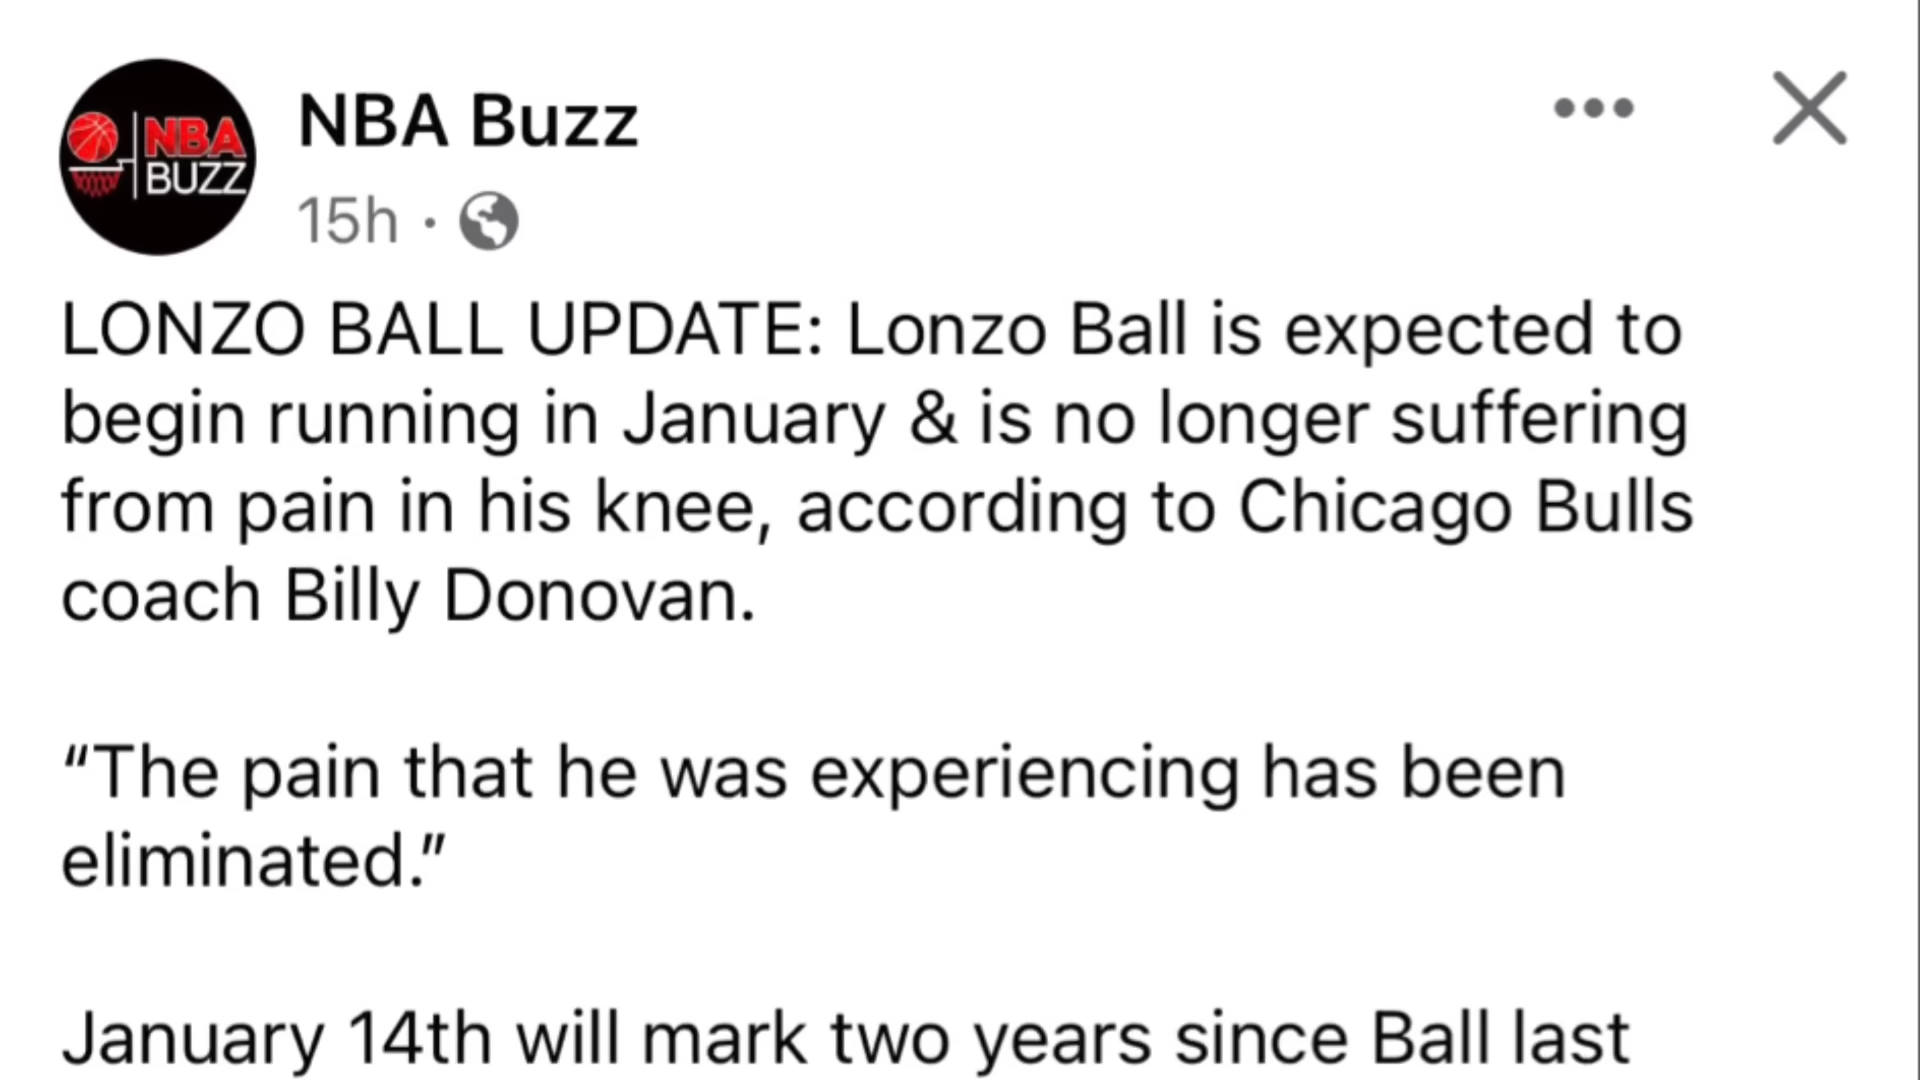 NBA Buzz
NBA
BUZZ
15h ·
LONZO BALL UPDATE: Lonzo Ball is expected to
begin running in January & is no longer suffering
from pain in his knee, according to Chicago Bulls
coach Billy Donovan.
“The pain that he was experiencing has been
eliminated.”
January 14th will mark two years since Ball last